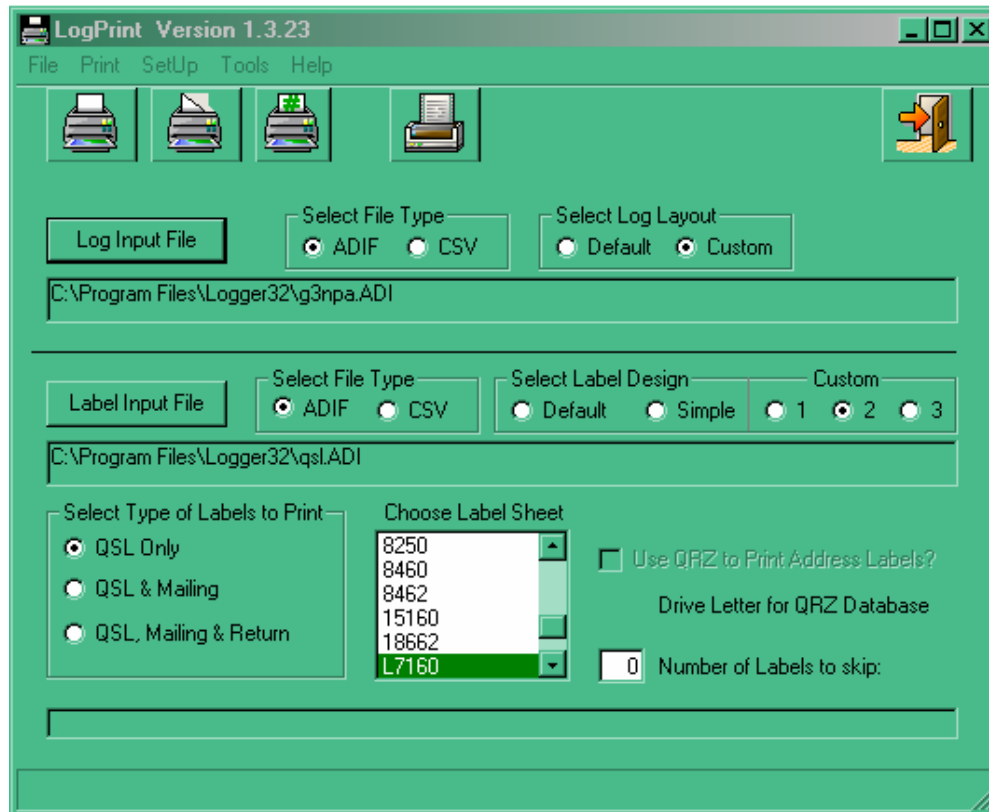 LogPrint Version 1.3.23
File Print SetUp Tools Help
#
Log Input File
Select File Type
ADIF CSV
Select Log Layout
Default Custom
C:\Program Files\Logger32\g3npa.ADI
Label Input File
Select File Type
ADIF CSV
Select Label Design
Default Simple
Custom
1 2 3
C:\Program Files\Logger32\qsl.ADI
Select Type of Labels to Print
QSL Only
QSL & Mailing
QSL, Mailing & Return
Choose Label Sheet
8250
8460
8462
15160
18662
L7160
Use QRZ to Print Address Labels?
Drive Letter for QRZ Database
0 Number of Labels to skip: